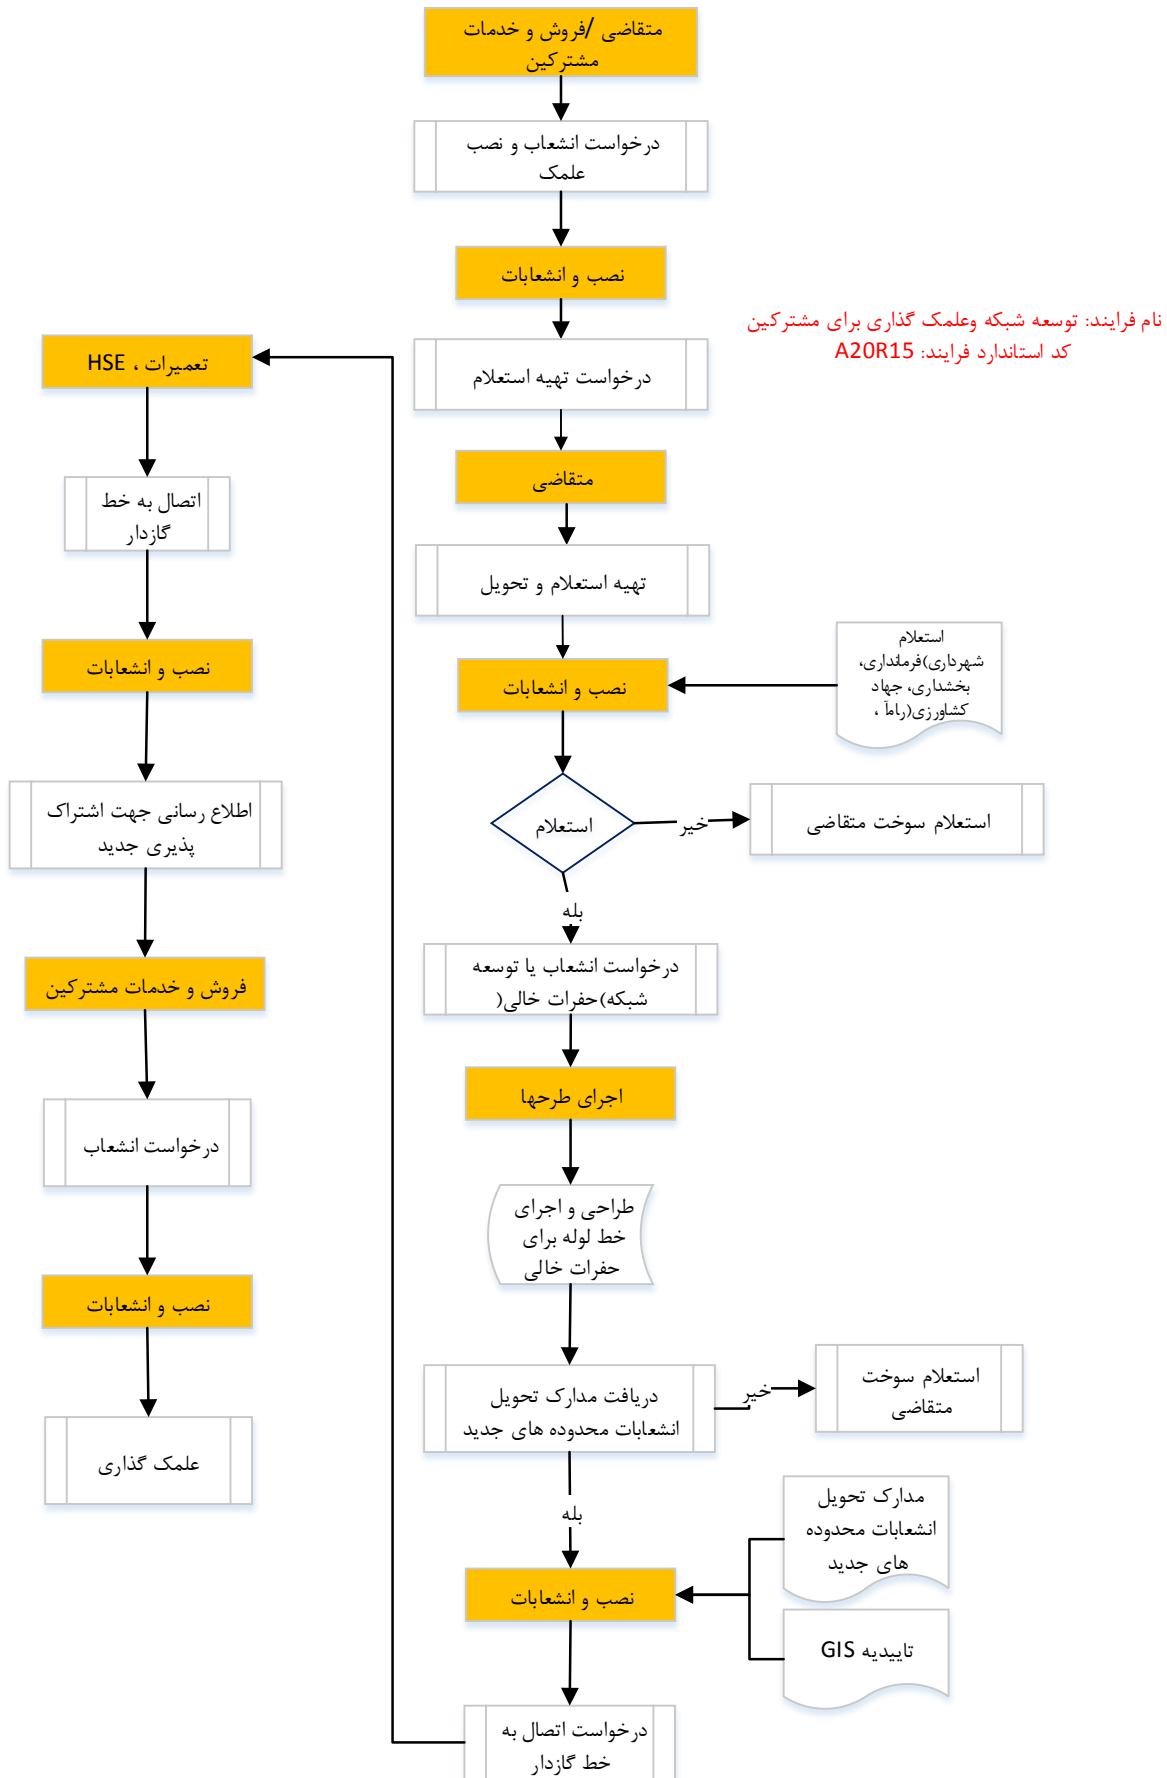 متقاضی /فروش و خدمات
مشترکین
درخواست انشعاب و نصب
علمک
نصب و انشعابات
نام فرایند: توسعه شبکه وعلمک گذاری برای مشترکین
کد استاندارد فرایند: A20R15
درخواست تهیه استعلام
متقاضی
تهیه استعلام و تحویل
نصب و انشعابات
استعلام
شهرداری)فرمانداری،
بخشداری، جهاد
کشاورزی(راماَ ،
استعلام
خیر
استعلام سوخت متقاضی
بله
درخواست انشعاب یا توسعه
شبکه)حفرات خالی(
اجرای طرحها
طراحی و اجرای
خط لوله برای
حفرات خالی
دریافت مدارک تحویل
انشعابات محدوده های جدید
خیر
استعلام سوخت
متقاضی
بله
مدارک تحویل
انشعابات محدوده
های جدید
نصب و انشعابات
تاییدیه GIS
درخواست اتصال به
خط گازدار
تعمیرات ، HSE
اتصال به خط
گازدار
نصب و انشعابات
اطلاع رسانی جهت اشتراک
پذیری جدید
فروش و خدمات مشترکین
درخواست انشعاب
نصب و انشعابات
علمک گذاری